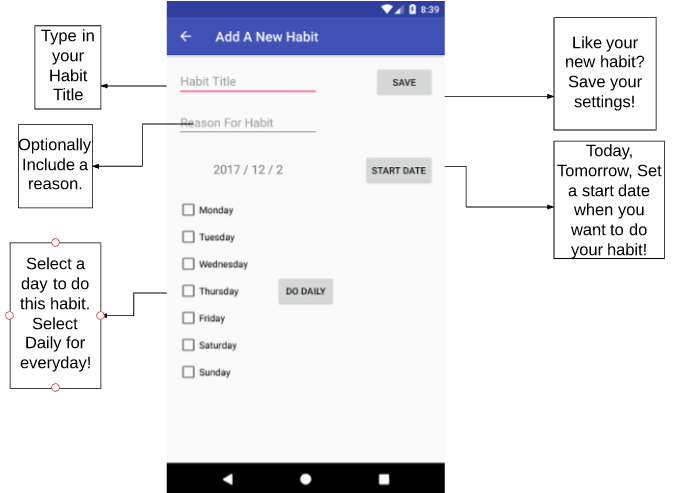 8:39
Add A New Habit
Type in
your
Habit
Title
Habit Title
SAVE
Like your
new habit?
Save your
settings!
Optionally
Include a
reason.
Reason For Habit
2017 / 12 / 2
START DATE
Today,
Tomorrow, Set
a start date
when you
want to do
your habit!
Monday
Tuesday
Wednesday
Thursday
DO DAILY
Friday
Saturday
Sunday
Select a
day to do
this habit.
Select
Daily for
everyday!